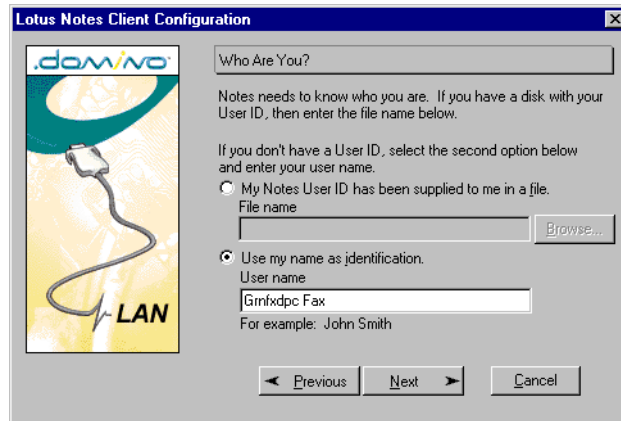 Lotus Notes Client Configuration
.domino
Who Are You?
Notes needs to know who you are. If you have a disk with your
User ID, then enter the file name below.
If you don't have a User ID, select the second option below
and enter your user name.
My Notes User ID has been supplied to me in a file.
File name
Browse...
Use my name as identification.
User name
Grnfxdpc Fax
For example: John Smith
LAN
Previous
Next
Cancel